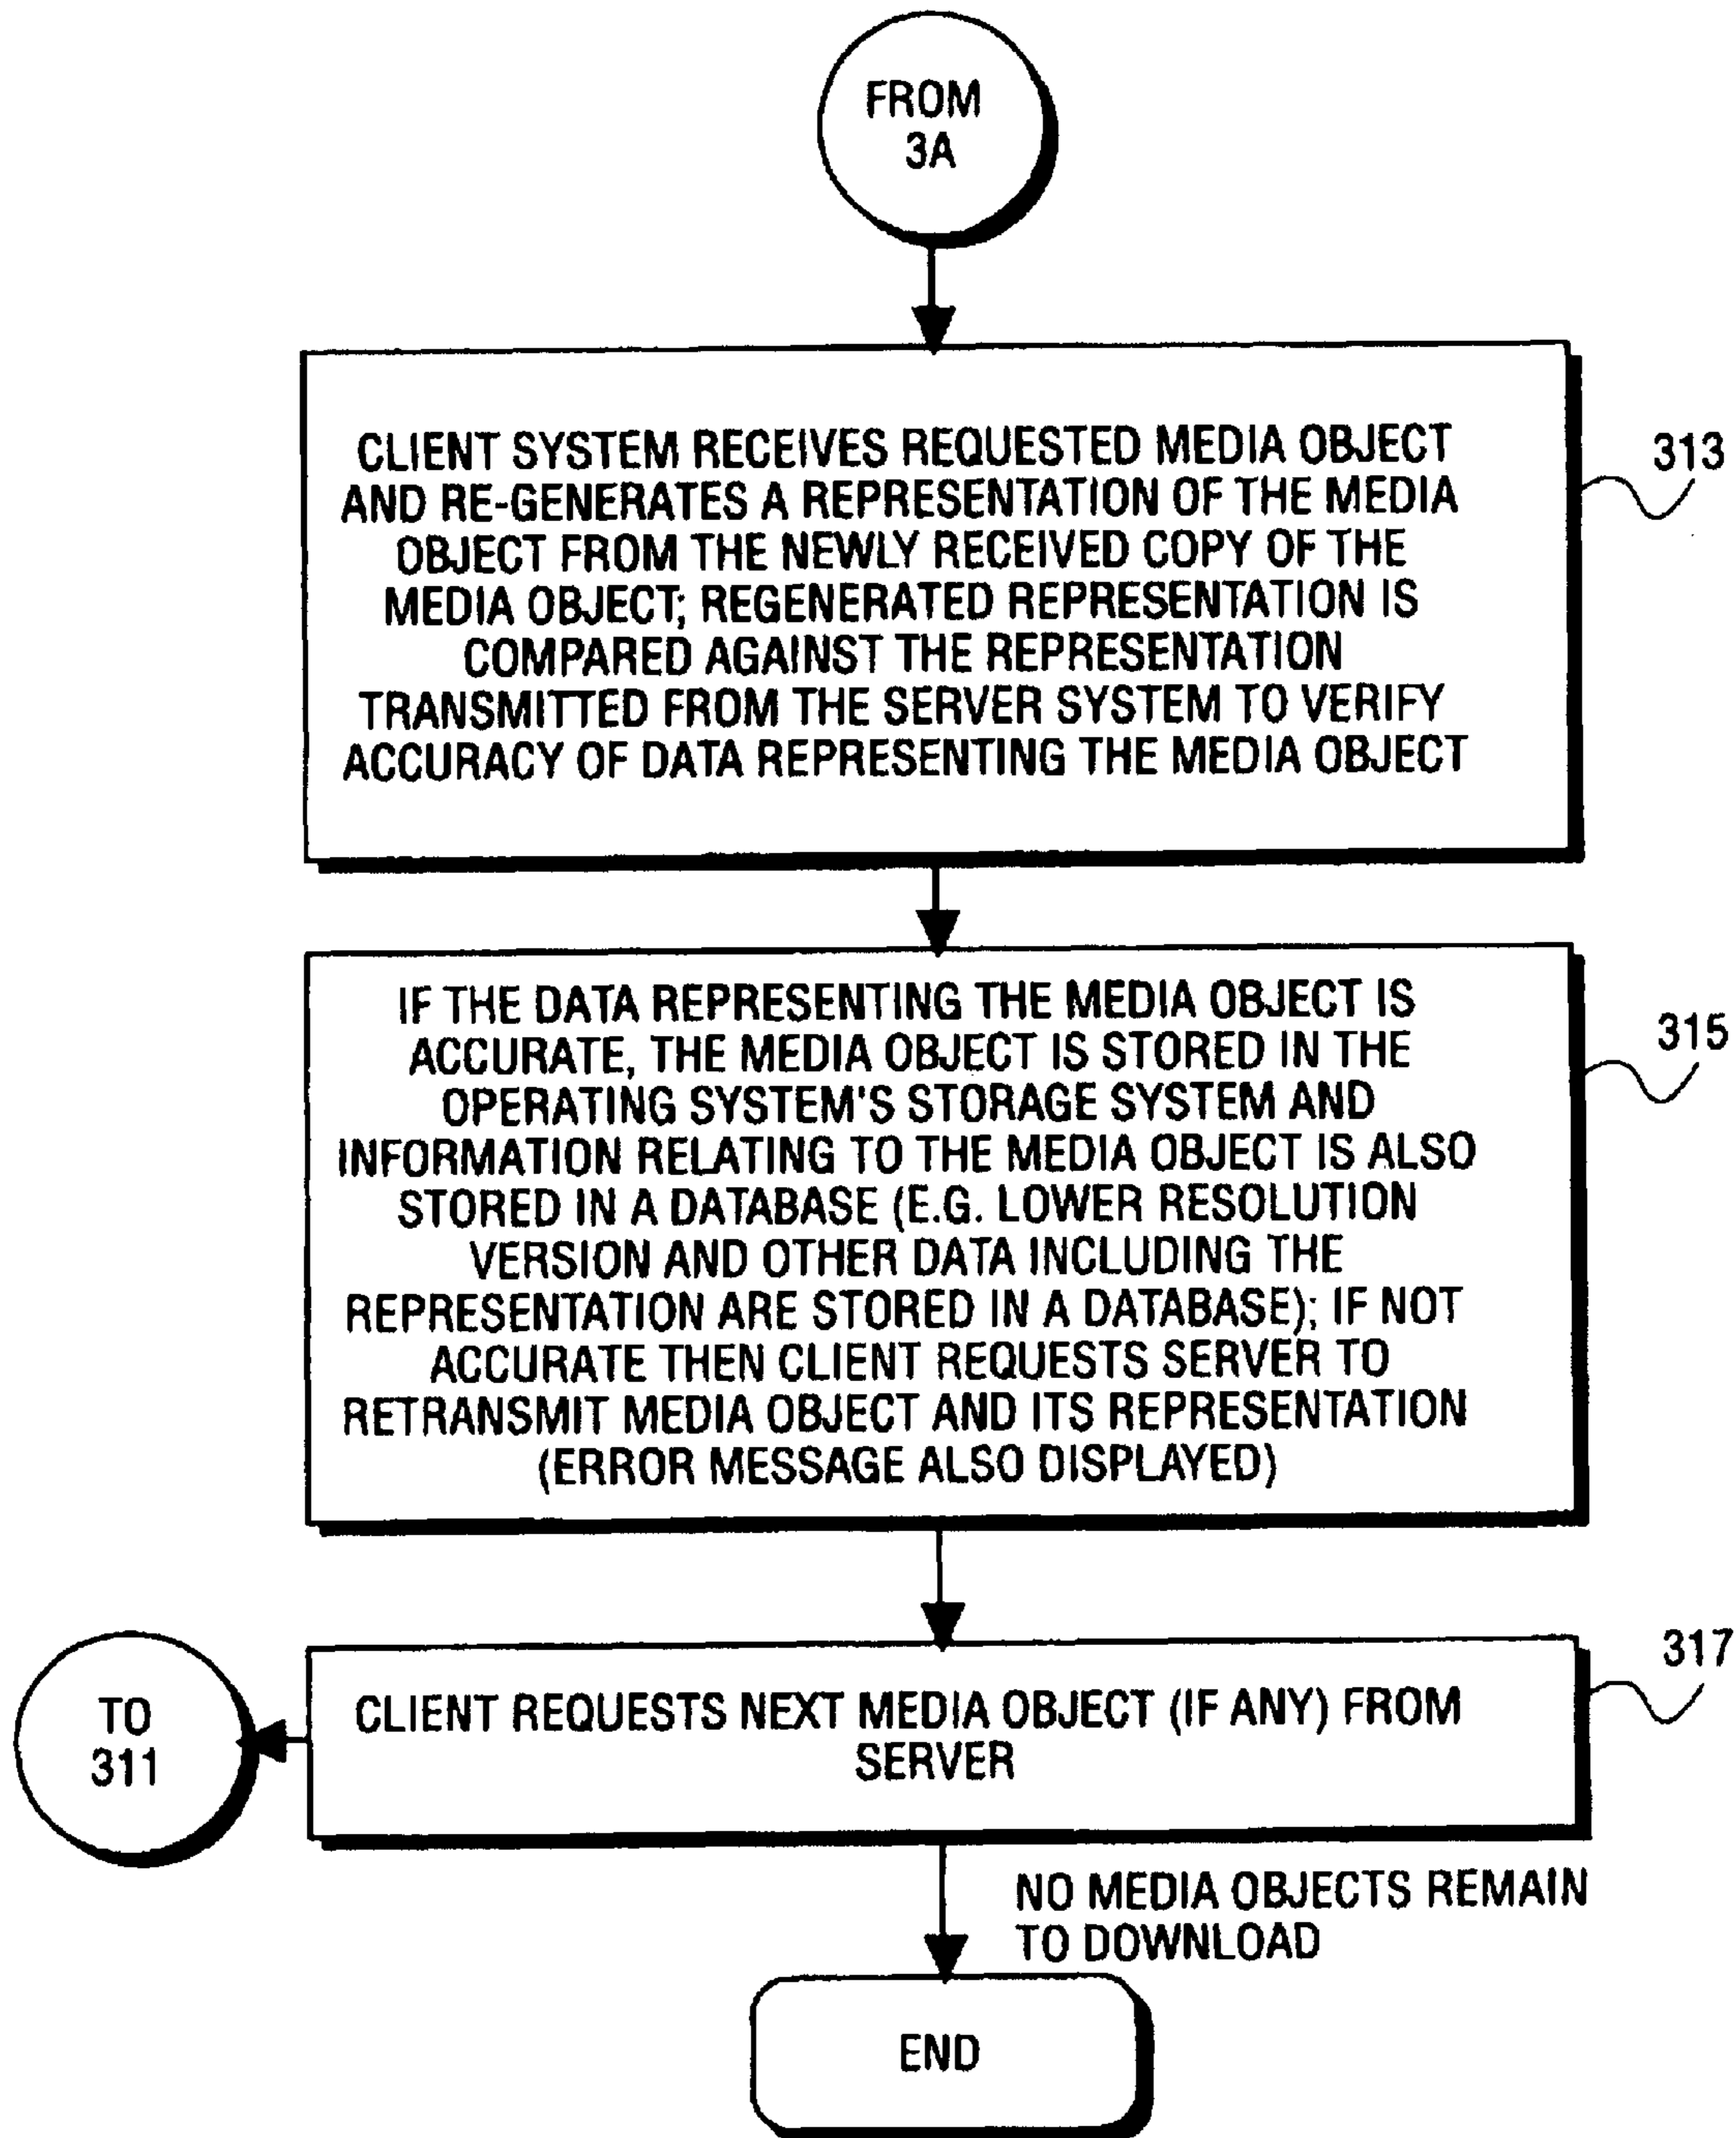 FROM
3A
CLIENT SYSTEM RECEIVES REQUESTED MEDIA OBJECT
AND RE-GENERATES A REPRESENTATION OF THE MEDIA
OBJECT FROM THE NEWLY RECEIVED COPY OF THE
MEDIA OBJECT; REGENERATED REPRESENTATION IS
COMPARED AGAINST THE REPRESENTATION
TRANSMITTED FROM THE SERVER SYSTEM TO VERIFY
ACCURACY OF DATA REPRESENTING THE MEDIA OBJECT
313
IF THE DATA REPRESENTING THE MEDIA OBJECT IS
ACCURATE, THE MEDIA OBJECT IS STORED IN THE
OPERATING SYSTEM'S STORAGE SYSTEM AND
INFORMATION RELATING TO THE MEDIA OBJECT IS ALSO
STORED IN A DATABASE (E.G. LOWER RESOLUTION
VERSION AND OTHER DATA INCLUDING THE
REPRESENTATION ARE STORED IN A DATABASE); IF NOT
ACCURATE THEN CLIENT REQUESTS SERVER TO
RETRANSMIT MEDIA OBJECT AND ITS REPRESENTATION
(ERROR MESSAGE ALSO DISPLAYED)
315
TO
311
CLIENT REQUESTS NEXT MEDIA OBJECT (IF ANY) FROM
SERVER
317
NO MEDIA OBJECTS REMAIN
TO DOWNLOAD
END